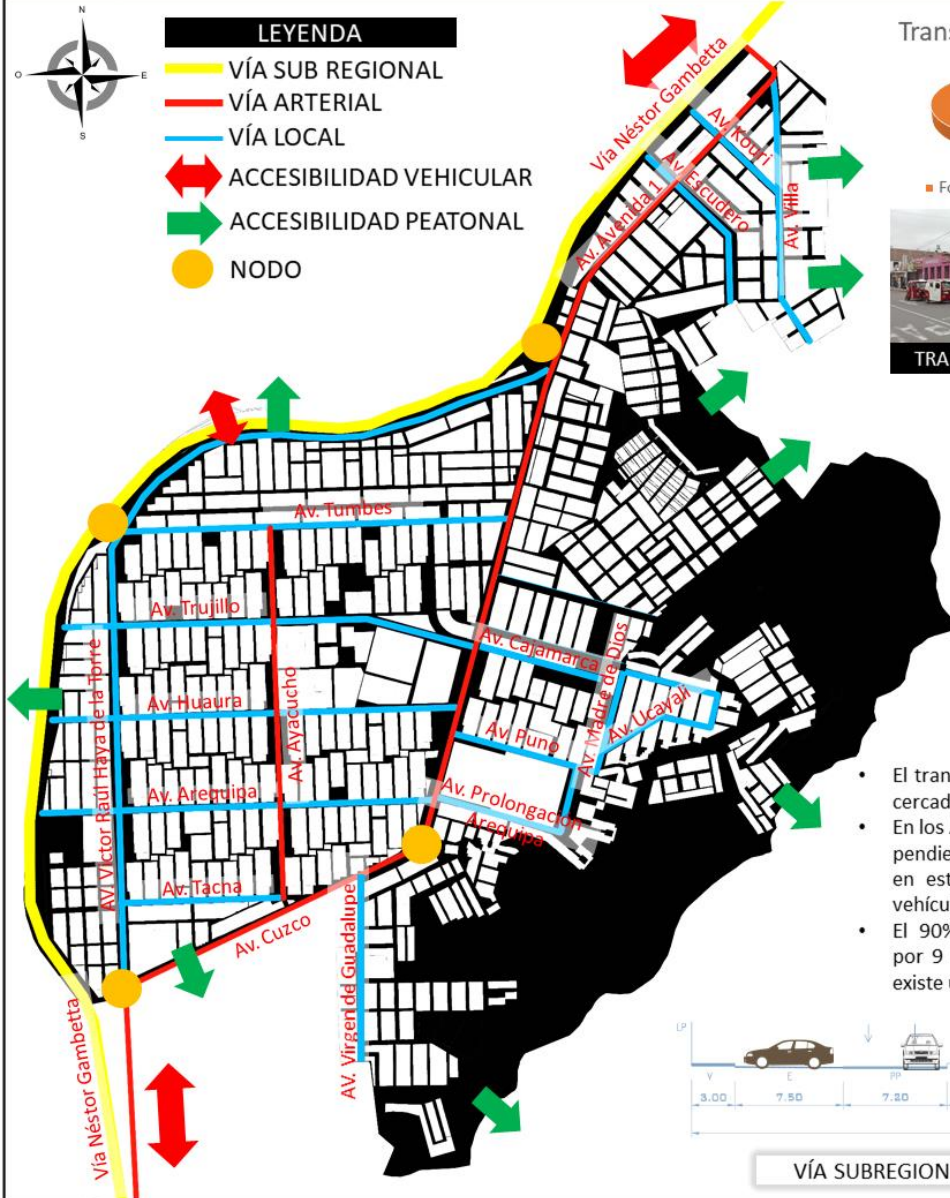 N
O
E
S
LEYENDA
VÍA SUB REGIONAL
VÍA ARTERIAL
VÍA LOCAL
ACCESIBILIDAD VEHICULAR
ACCESIBILIDAD PEATONAL
NODO
Trans
Fo
TRA
Vía Néstor Gambetta
Av. Kouri
Av. Escudero
Av. Villa
Av. Avenida 1
Av. Tumbes
Av. Trujillo
Av. Cajamarca
Av. Madre de Dios
Av. Ucayali
Av. Huaura
Av. Ayacucho
Av. Puno
AV. Víctor Raúl Haya de la Torre
Av. Arequipa
Av. Prolongación
Arequipa
Av. Tacna
Av. Cuzco
AV. Virgen de Guadalupe
Vía Néstor Gambetta
• El tran
cercad
• En los
pendie
en est
vehícu
• El 90%
por 9
existe
LP
V
E
PP
3.00
7.50
7.20
VÍA SUBREGION